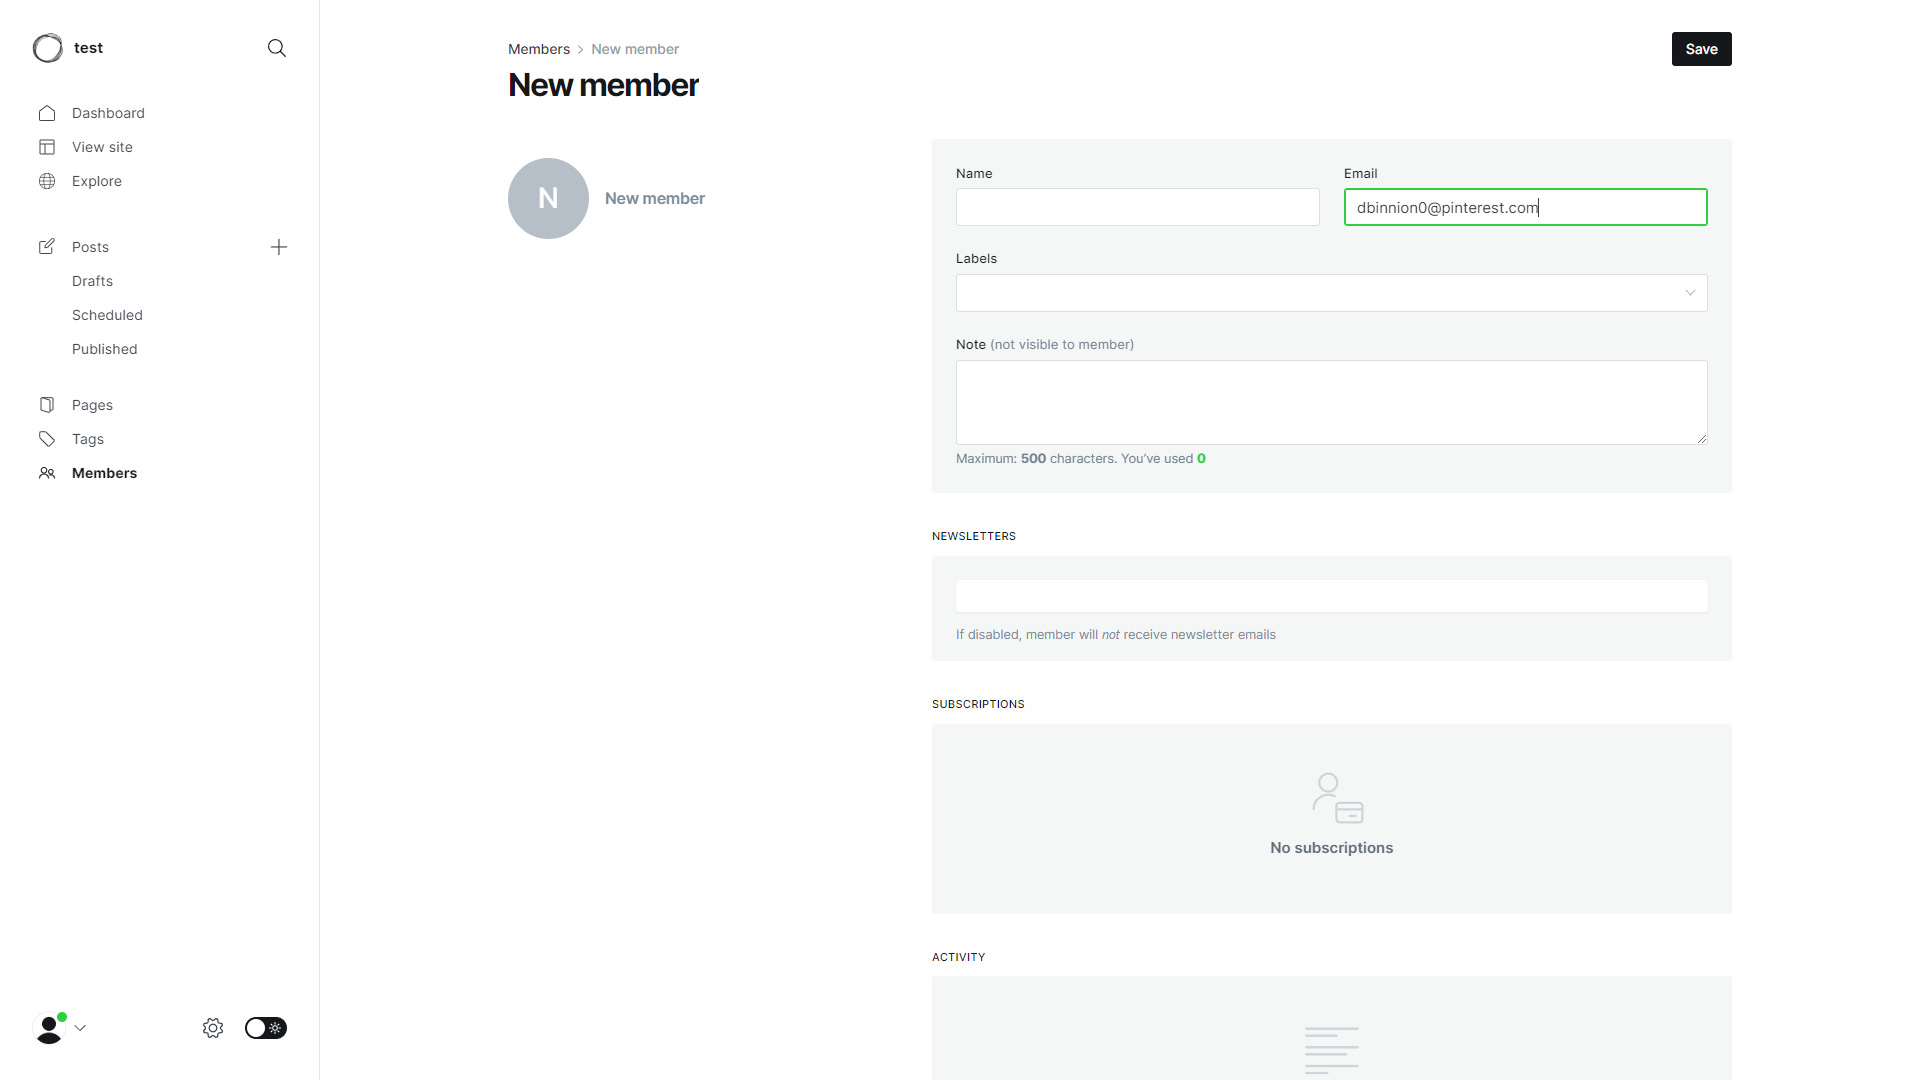 test
Dashboard
View site
Explore
Posts
Drafts
Scheduled
Published
Pages
Tags
Members
Members > New member
New member
Save
N
New member
Name
Email
dbinnion0@pinterest.com
Labels
Note (not visible to member)
Maximum: 500 characters. You've used 0
NEWSLETTERS
If disabled, member will not receive newsletter emails
SUBSCRIPTIONS
No subscriptions
ACTIVITY